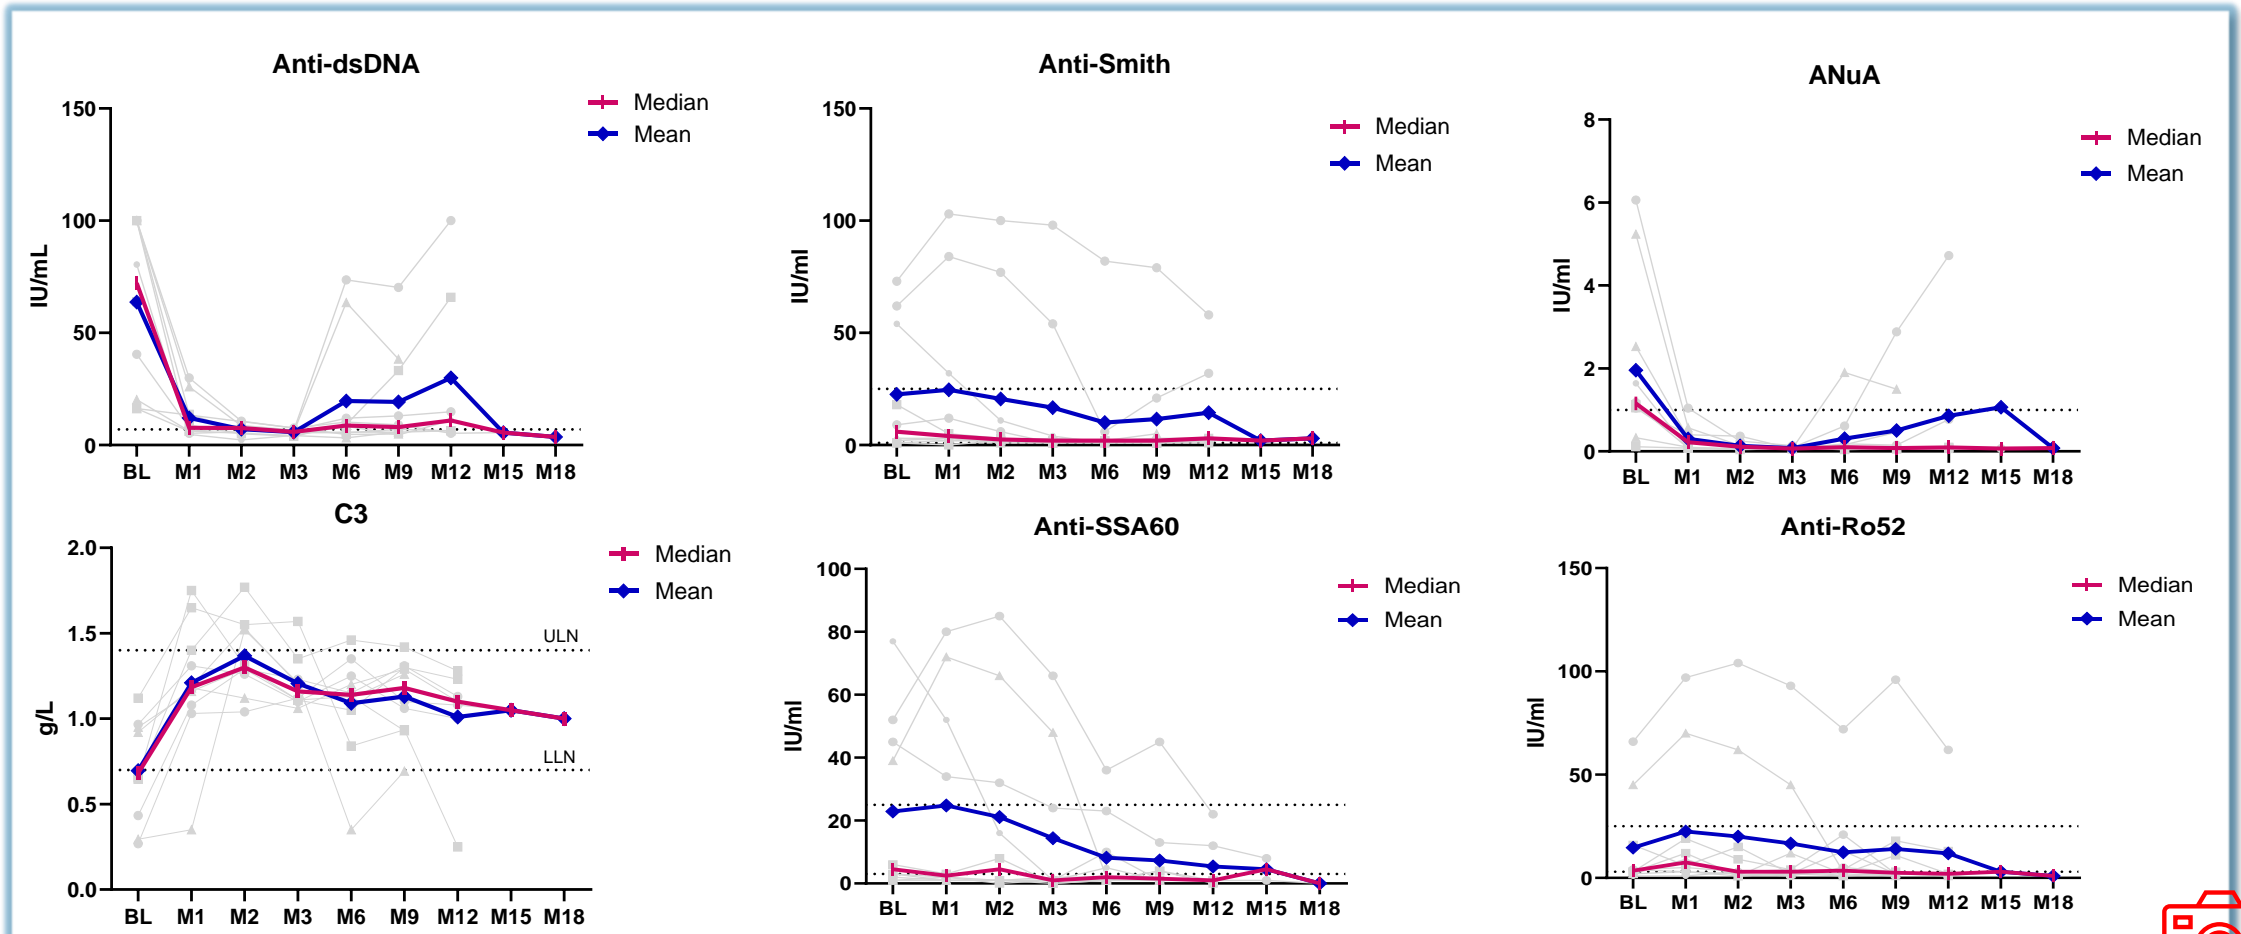 Anti-dsDNA
Median
Mean
IU/mL
150
100
50
0
BL M1 M2 M3 M6 M9 M12 M15 M18
Anti-Smith
Median
Mean
IU/ml
150
100
50
0
BL M1 M2 M3 M6 M9 M12 M15 M18
ANuA
Median
Mean
IU/ml
8
6
4
2
0
BL M1 M2 M3 M6 M9 M12 M15 M18
C3
Median
Mean
g/L
2.0
1.5
1.0
0.5
0.0
ULN
LLN
BL M1 M2 M3 M6 M9 M12 M15 M18
Anti-SSA60
Median
Mean
IU/ml
100
80
60
40
20
0
BL M1 M2 M3 M6 M9 M12 M15 M18
Anti-Ro52
Median
Mean
IU/ml
150
100
50
0
BL M1 M2 M3 M6 M9 M12 M15 M18